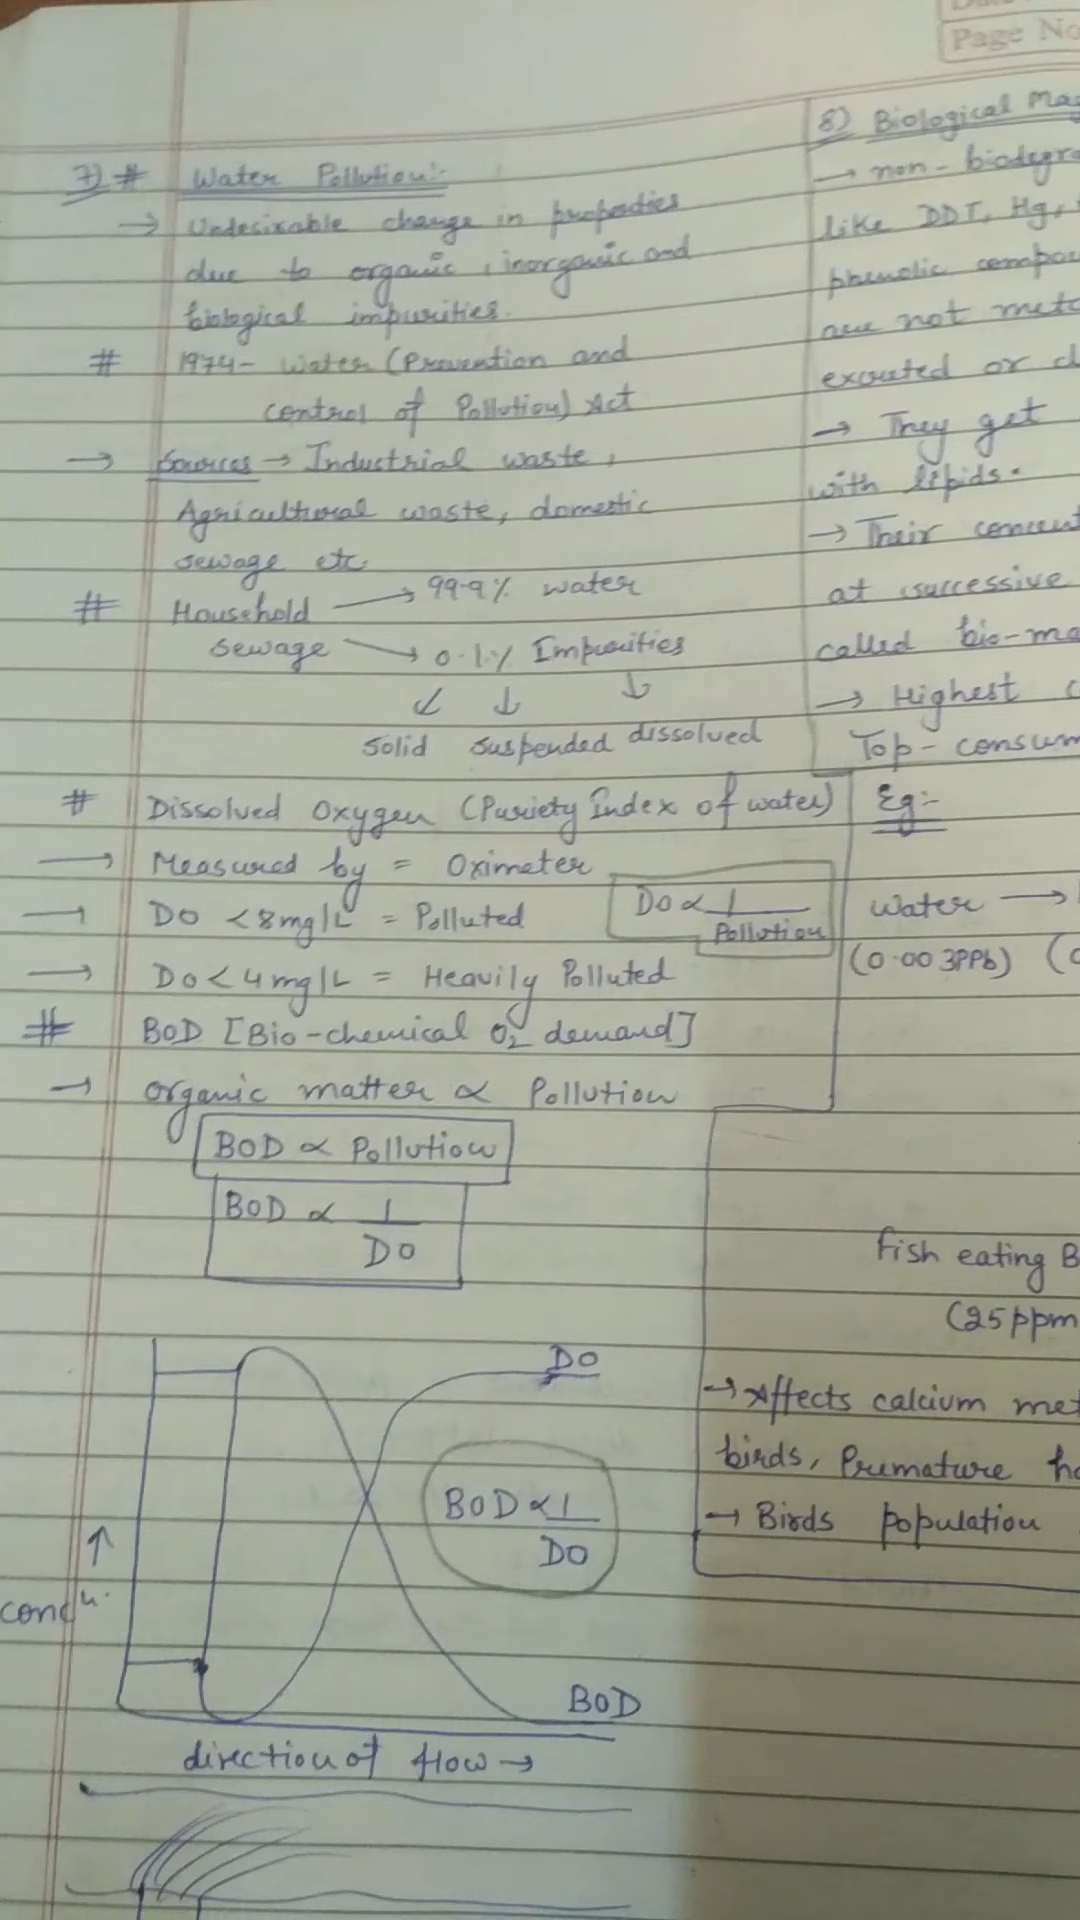 Page No
7) # Water Pollution:-
→ Undesirable change in properties
due to organic, inorganic and
biological impurities.
# 1974- Water (Prevention and
control of Pollution) Act
→ Sources → Industrial waste,
Agricultural waste, domestic
sewage etc
# Household → 99.9% water
sewage → 0.1% Impurities
↙ ↓ ↓
solid suspended dissolved
# Dissolved Oxygen (Puriety Index of water)
→ Measured by = Oximeter
→ DO <8mg/L = Polluted
DO ∝ 1
Pollution
→ DO<4mg/L = Heavily Polluted
# BOD [Bio-chemical O₂ demand]
→ organic matter ∝ Pollution
BOD ∝ Pollution
BOD ∝ 1
DO
DO
BOD ∝ 1
DO
↑
BOD
direction of flow →
8) Biological
→ non-
like DDT, Hg,
phenolic
are not
excreted or
→ They get
with lipids.
→ Their
at successive
called
→ Highest
Top-
Eg:-
Water →
(0.003PPb)
Fish eating
(25ppm
→ Affects calcium
birds, Premature
→ Birds population